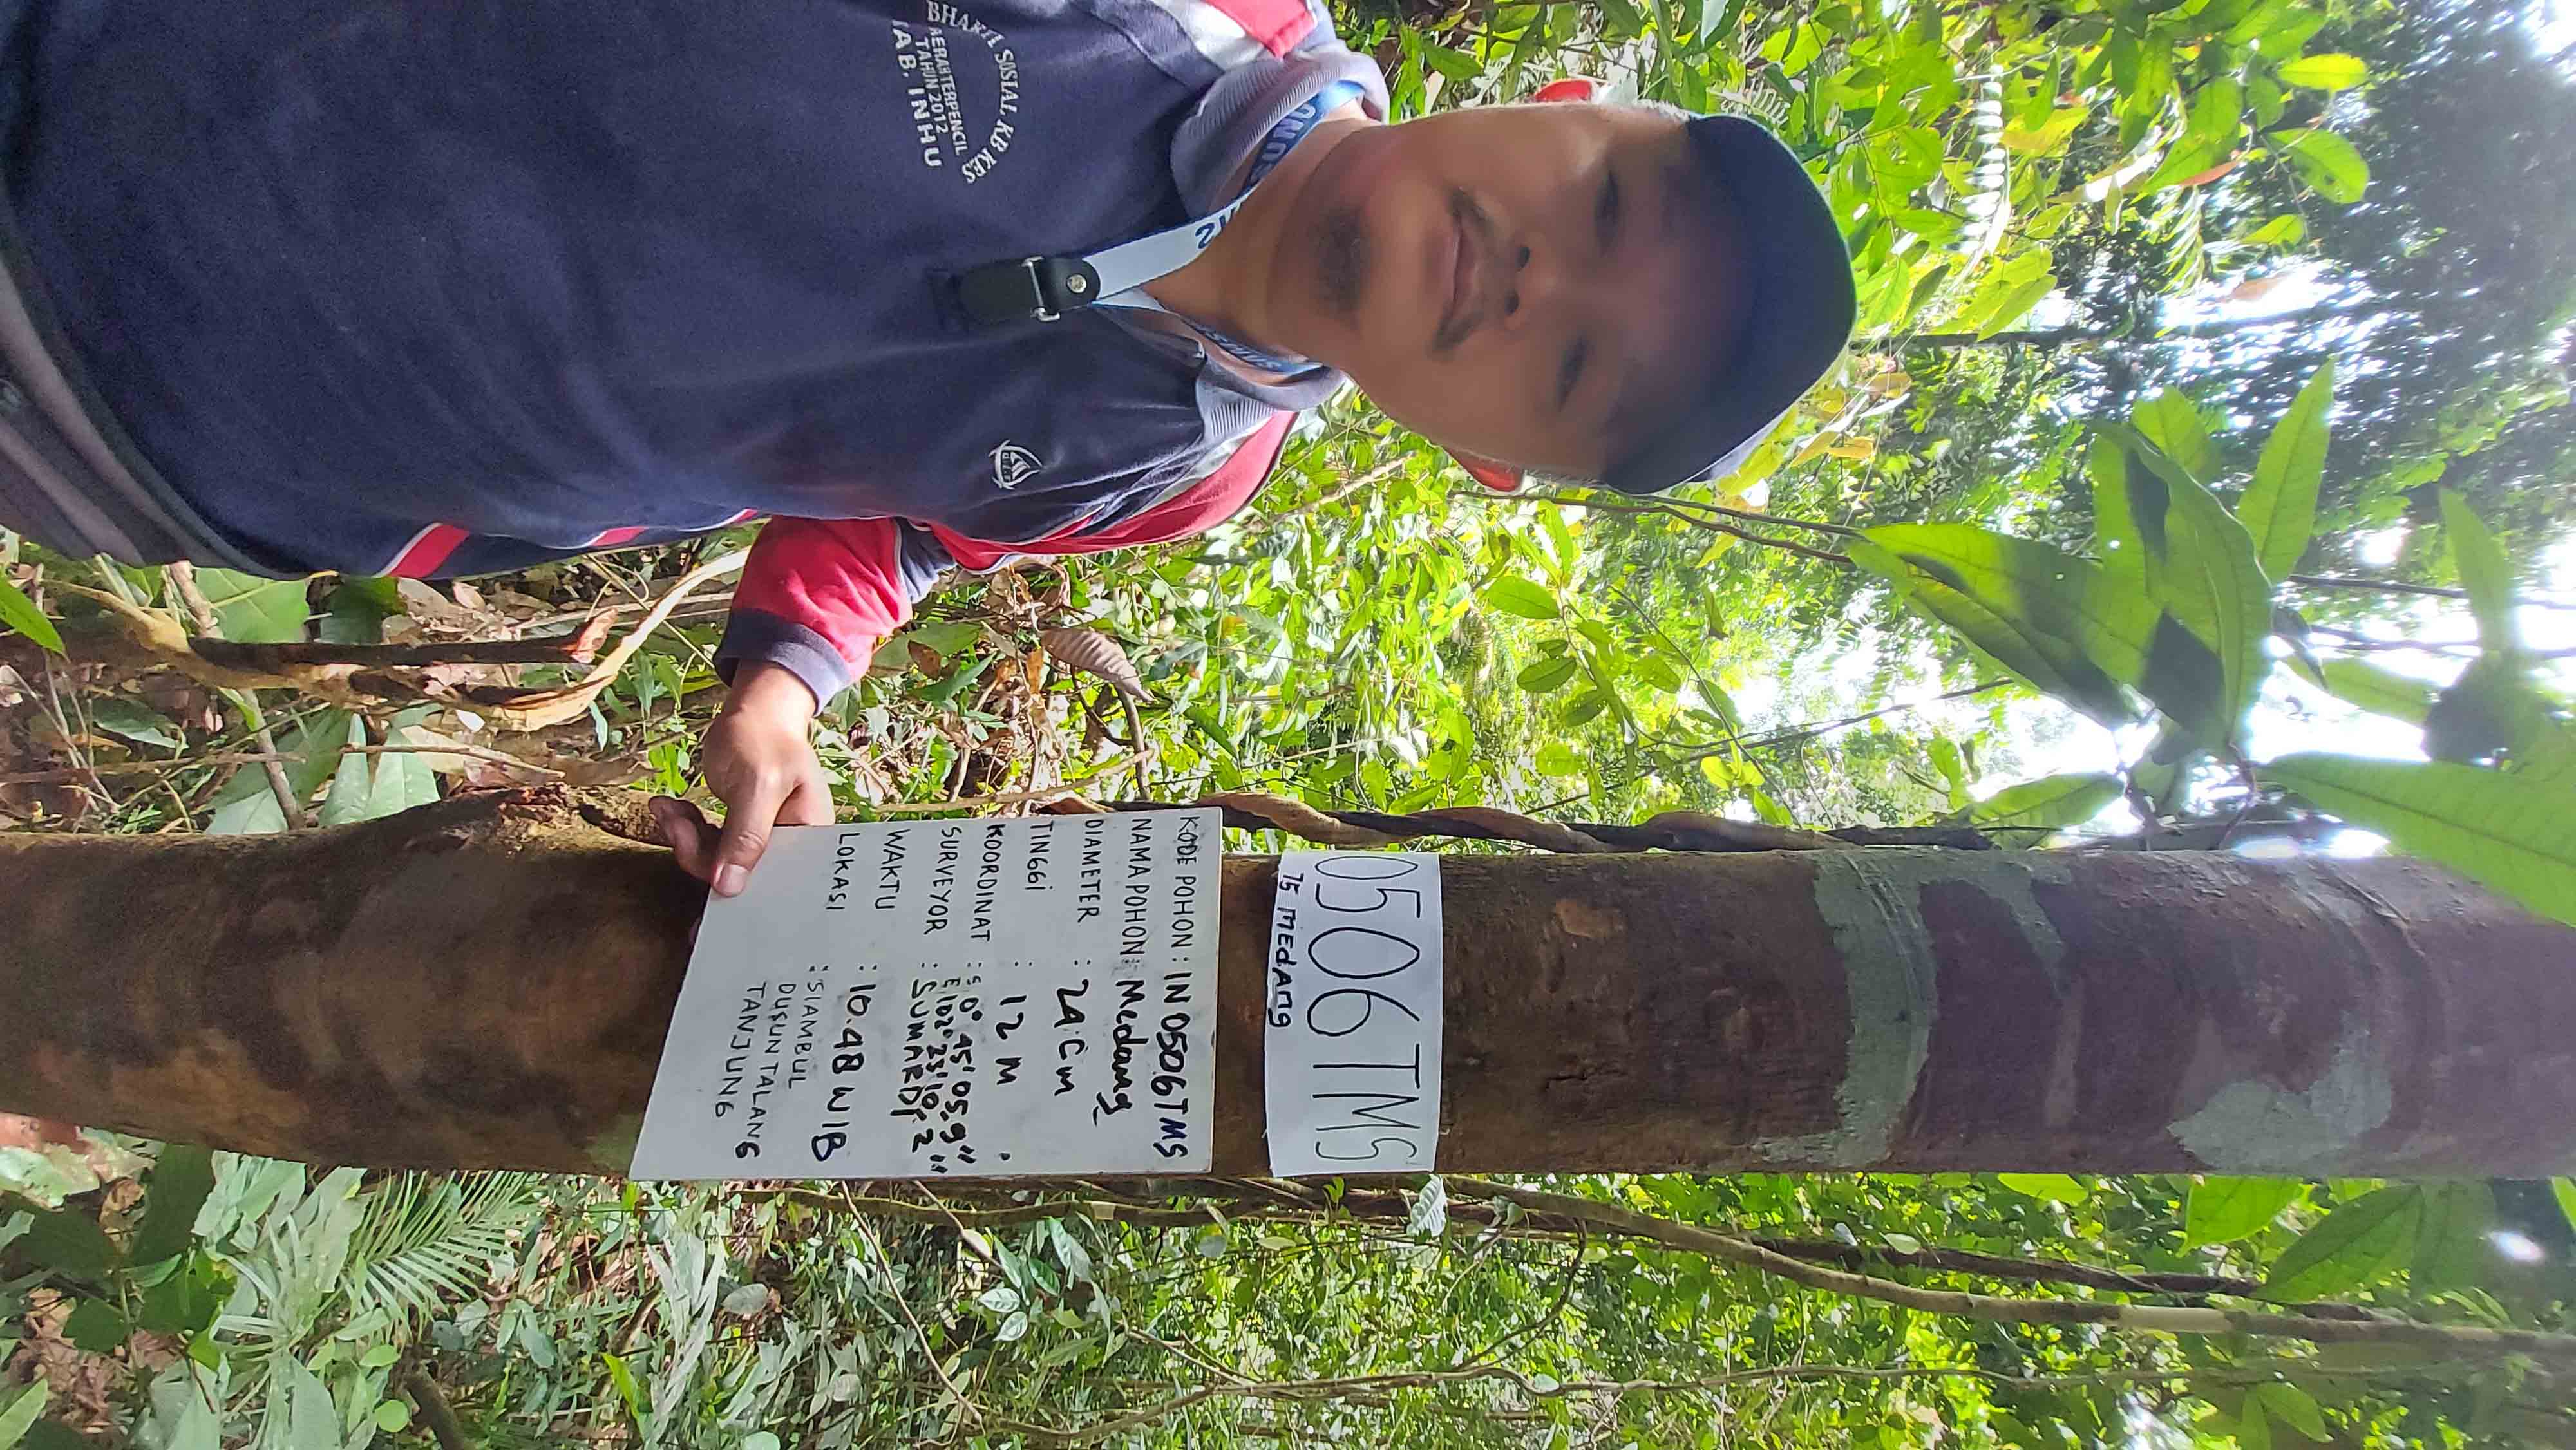 0506TMS
75 MEdAng
KODE POHON : IN 0506TMS
NAMA POHON : Medang
DIAMETER : 24 Cm
TINGGI : 12 M
KOORDINAT : S 0° 45' 05,9"
E 102° 23' 10,2"
SURVEYOR : SUMARDI
WAKTU : 10.48 WIB
LOKASI : SIAMBUL
DUSUN TALANG
TANJUNG
BHAKTI SOSIAL KB KES
DAERAH TERPENCIL
TAHUN 2012
KAB. INHU